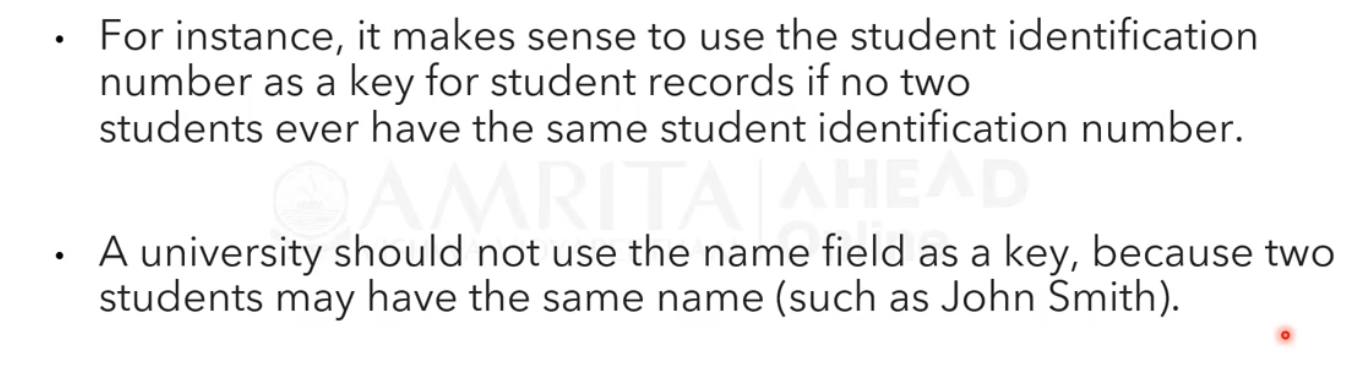 • For instance, it makes sense to use the student identification
number as a key for student records if no two
students ever have the same student identification number.
AMRITA AHEAD
Online
• A university should not use the name field as a key, because two
students may have the same name (such as John Smith).